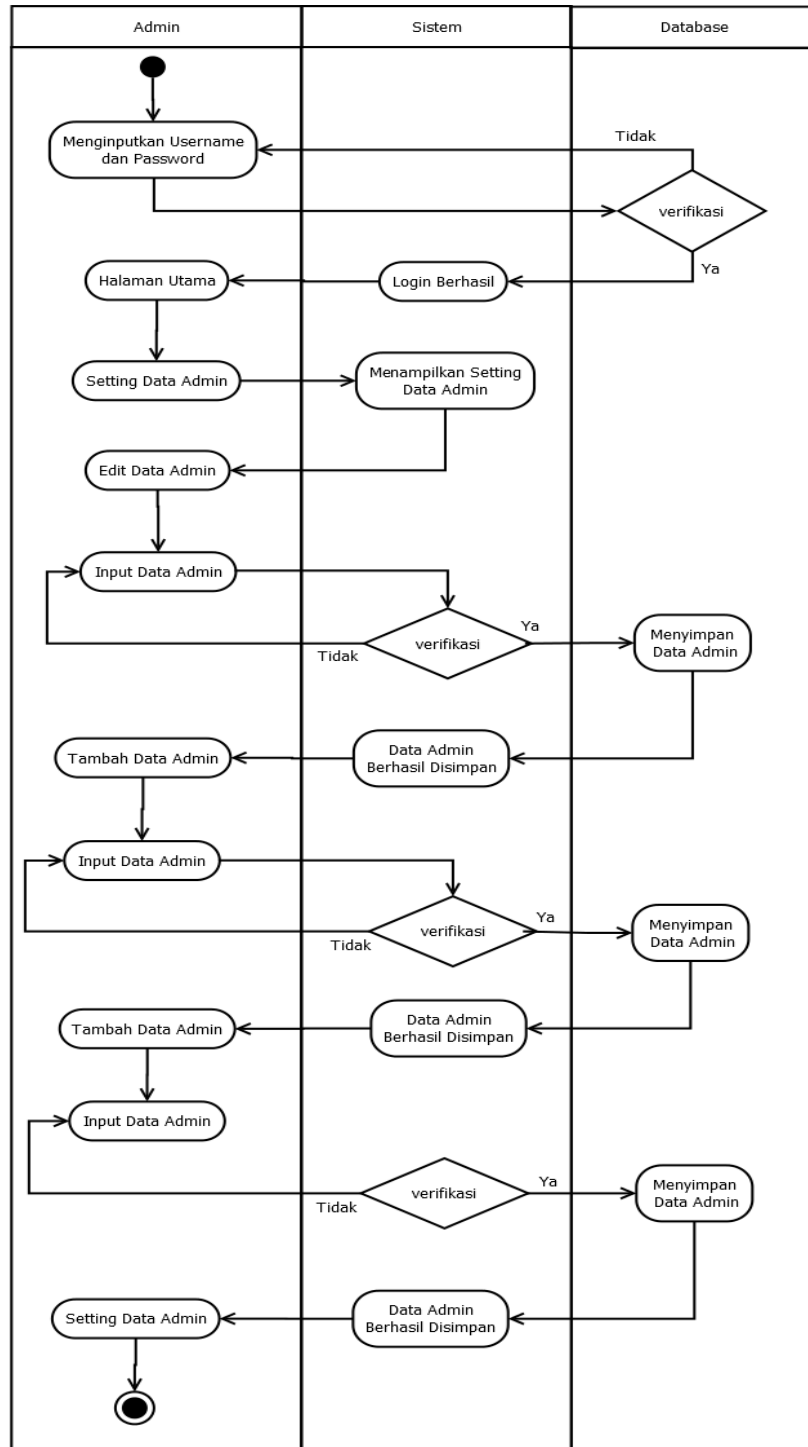 Admin
Sistem
Database
Tidak
Menginputkan Username
dan Password
verifikasi
Ya
Halaman Utama
Login Berhasil
Setting Data Admin
Menampilkan Setting
Data Admin
Edit Data Admin
Input Data Admin
verifikasi
Ya
Tidak
Menyimpan
Data Admin
Tambah Data Admin
Data Admin
Berhasil Disimpan
Input Data Admin
verifikasi
Ya
Tidak
Menyimpan
Data Admin
Tambah Data Admin
Data Admin
Berhasil Disimpan
Input Data Admin
verifikasi
Ya
Tidak
Menyimpan
Data Admin
Setting Data Admin
Data Admin
Berhasil Disimpan